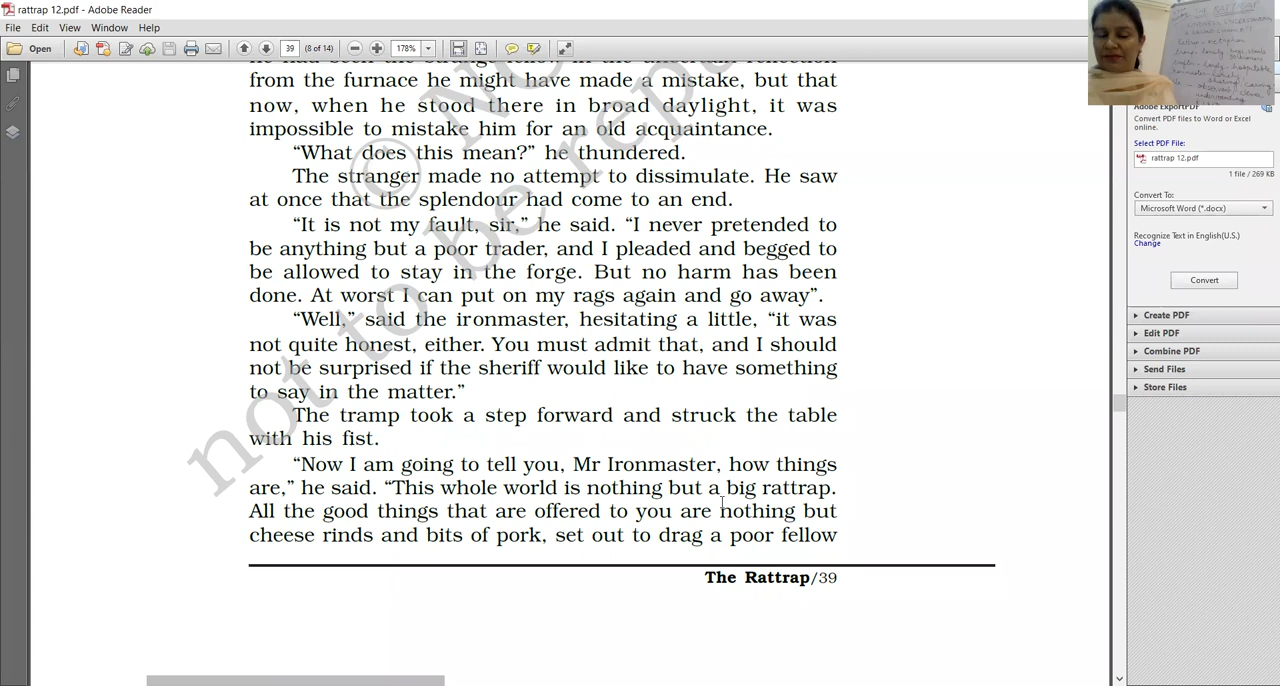 rattrap 12.pdf - Adobe Reader
File Edit View Window Help
Open 39 (8 of 14) 178%
from the furnace he might have made a mistake, but that
now, when he stood there in broad daylight, it was
impossible to mistake him for an old acquaintance.
“What does this mean?” he thundered.
The stranger made no attempt to dissimulate. He saw
at once that the splendour had come to an end.
“It is not my fault, sir,” he said. “I never pretended to
be anything but a poor trader, and I pleaded and begged to
be allowed to stay in the forge. But no harm has been
done. At worst I can put on my rags again and go away”.
“Well,” said the ironmaster, hesitating a little, “it was
not quite honest, either. You must admit that, and I should
not be surprised if the sheriff would like to have something
to say in the matter.”
The tramp took a step forward and struck the table
with his fist.
“Now I am going to tell you, Mr Ironmaster, how things
are,” he said. “This whole world is nothing but a big rattrap.
All the good things that are offered to you are nothing but
cheese rinds and bits of pork, set out to drag a poor fellow
The Rattrap/39
not to be repu
THE RATTRAP
Adobe ExportPDF
Convert PDF files to Word or Excel
online.
Select PDF File:
rattrap 12.pdf
1 file / 269 KB
Convert To:
Microsoft Word (*.docx)
Recognize Text in English(U.S.)
Change
Convert
Create PDF
Edit PDF
Combine PDF
Send Files
Store Files